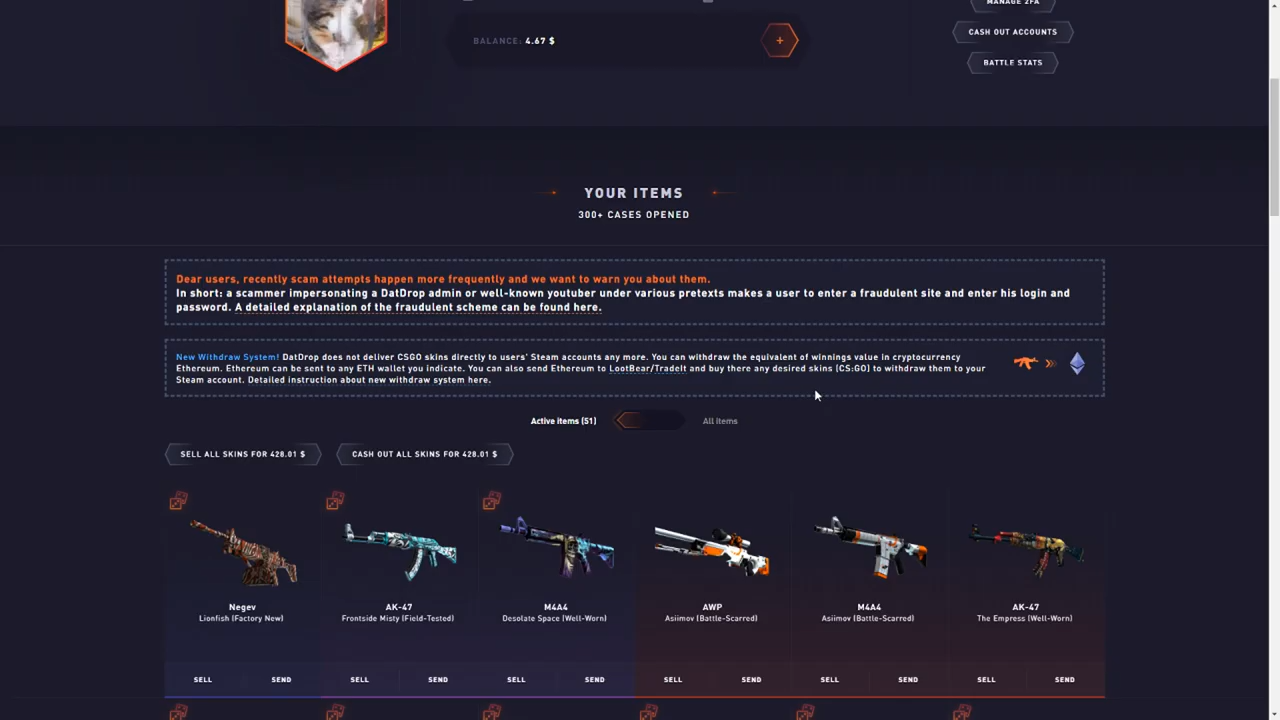 MANAGE 2FA
BALANCE: 4.67 $
+
CASH OUT ACCOUNTS
BATTLE STATS
YOUR ITEMS
300+ CASES OPENED
Dear users, recently scam attempts happen more frequently and we want to warn you about them.
In short: a scammer impersonating a DatDrop admin or well-known youtuber under various pretexts makes a user to enter a fraudulent site and enter his login and
password. A detailed explanation of the fraudulent scheme can be found here.
New Withdraw System! DatDrop does not deliver CSGO skins directly to users' Steam accounts any more. You can withdraw the equivalent of winnings value in cryptocurrency
Ethereum. Ethereum can be sent to any ETH wallet you indicate. You can also send Ethereum to LootBear/TradeIt and buy there any desired skins (CS:GO) to withdraw them to your
Steam account. Detailed instruction about new withdraw system here.
Active items (51) All items
SELL ALL SKINS FOR 428.01 $ CASH OUT ALL SKINS FOR 428.01 $
Negev AK-47 M4A4 AWP M4A4 AK-47
Lionfish (Factory New) Frontside Misty (Field-Tested) Desolate Space (Well-Worn) Asiimov (Battle-Scarred) Asiimov (Battle-Scarred) The Empress (Well-Worn)
SELL SEND SELL SEND SELL SEND SELL SEND SELL SEND SELL SEND